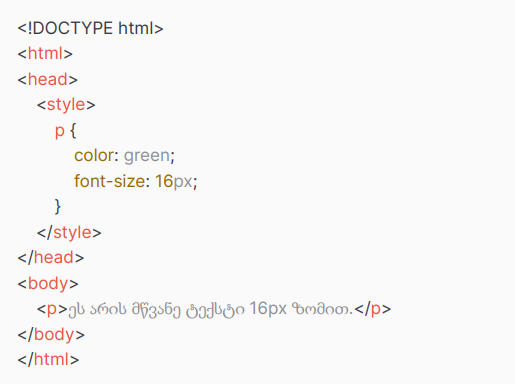 <!DOCTYPE html>
<html>
<head>
<style>
p {
color: green;
font-size: 16px;
}
</style>
</head>
<body>
<p>ეს არის მწვანე ტექსტი 16px ზომით.</p>
</body>
</html>